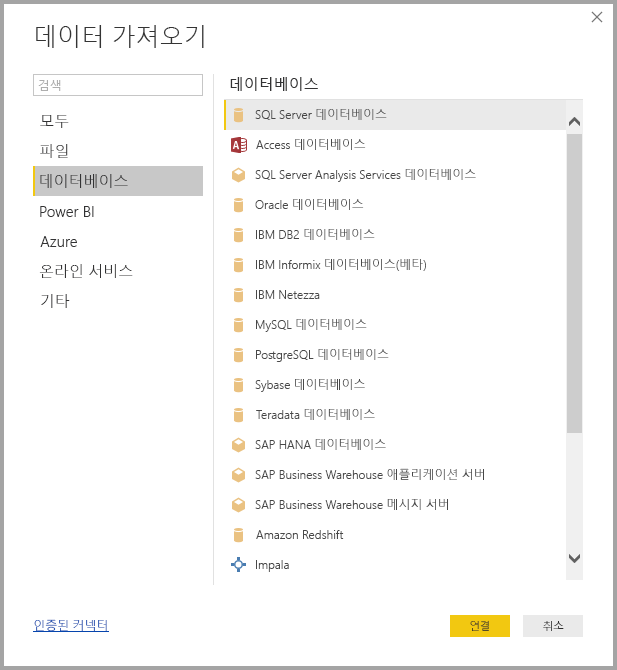 데이터 가져오기
검색
모두
파일
데이터베이스
Power BI
Azure
온라인 서비스
기타
데이터베이스
SQL Server 데이터베이스
Access 데이터베이스
SQL Server Analysis Services 데이터베이스
Oracle 데이터베이스
IBM DB2 데이터베이스
IBM Informix 데이터베이스(베타)
IBM Netezza
MySQL 데이터베이스
PostgreSQL 데이터베이스
Sybase 데이터베이스
Teradata 데이터베이스
SAP HANA 데이터베이스
SAP Business Warehouse 애플리케이션 서버
SAP Business Warehouse 메시지 서버
Amazon Redshift
Impala
인증된 커넥터
연결
취소